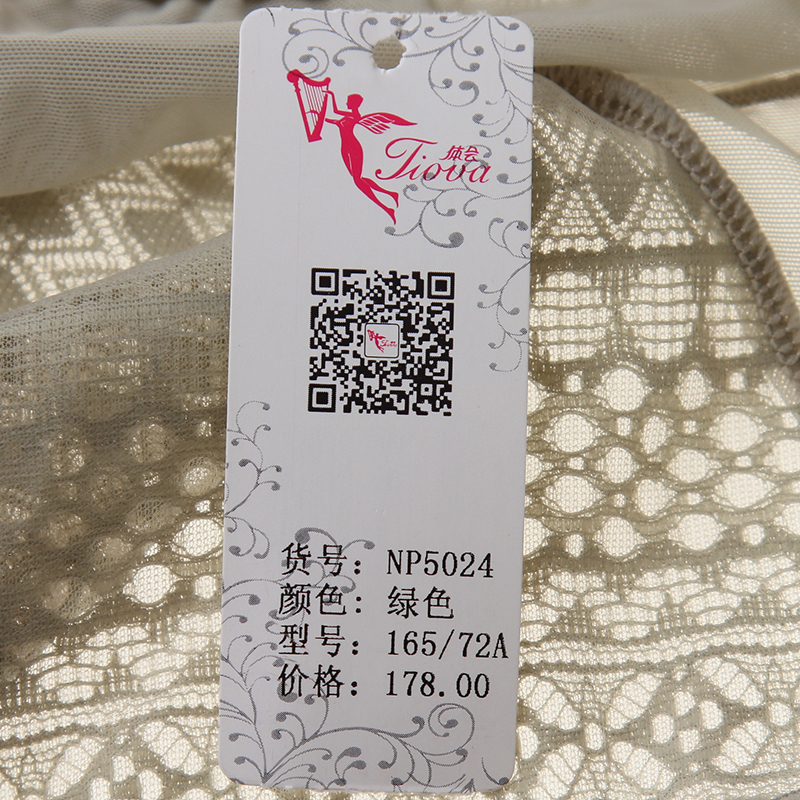 体会
Tiova
货号：NP5024
颜色：绿色
型号：165/72A
价格：178.00